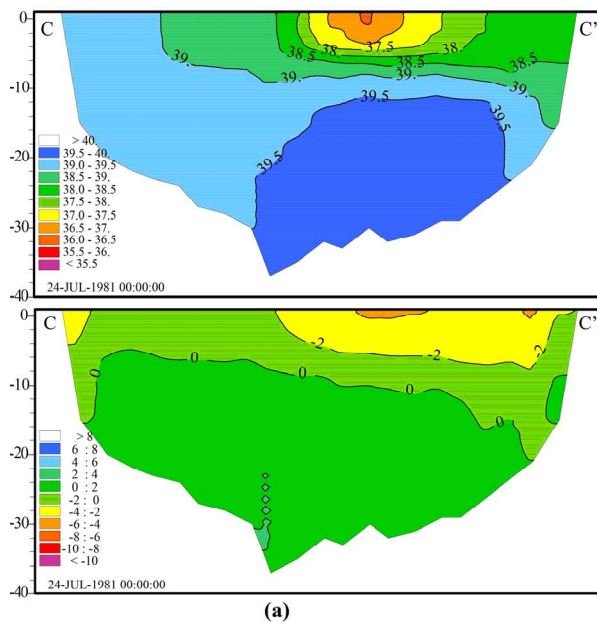 C
C'
0
-10
-20
-30
-40
39.
38.5
38.
37.5
38.
38.5
39.
39.
39.
39.5
39.5
39.5
> 40.
39.5 - 40.
39.0 - 39.5
38.5 - 39.
38.0 - 38.5
37.5 - 38.
37.0 - 37.5
36.5 - 37.
36.0 - 36.5
35.5 - 36.
< 35.5
24-JUL-1981 00:00:00
C
C'
0
-10
-20
-30
-40
-2
-2
-2
0
0
0
0
0
> 8
6 : 8
4 : 6
2 : 4
0 : 2
-2 : 0
-4 : -2
-6 : -4
-8 : -6
-10 : -8
< -10
24-JUL-1981 00:00:00
(a)